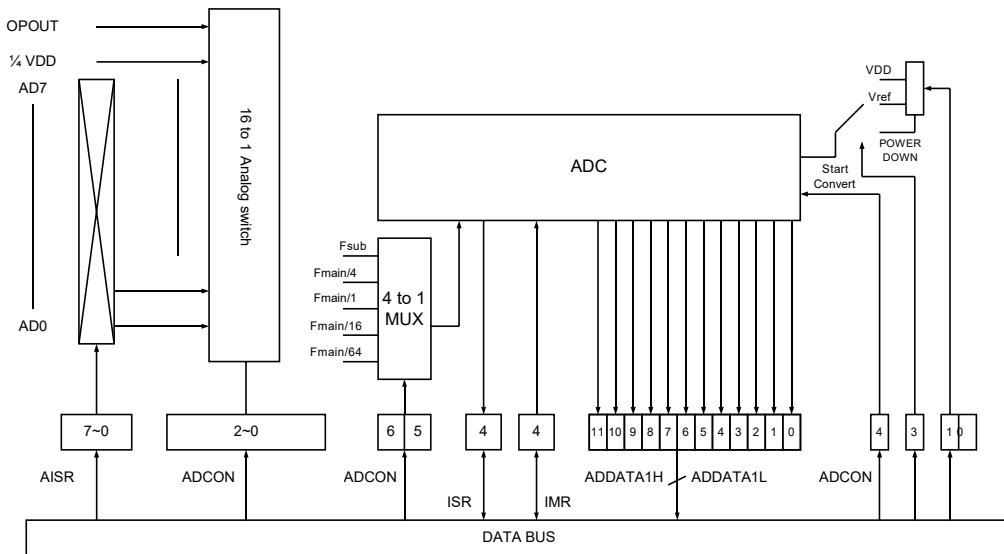 OPOUT
¼ VDD
AD7
AD0
16 to 1 Analog switch
ADC
VDD
Vref
POWER
DOWN
Start
Convert
Fsub
Fmain/4
Fmain/1
Fmain/16
Fmain/64
4 to 1
MUX
7~0
2~0
6 5
4
4
11 10 9 8 7 6 5 4 3 2 1 0
4
3
1 0
AISR
ADCON
ADCON
ISR
IMR
ADDATA1H
ADDATA1L
ADCON
DATA BUS